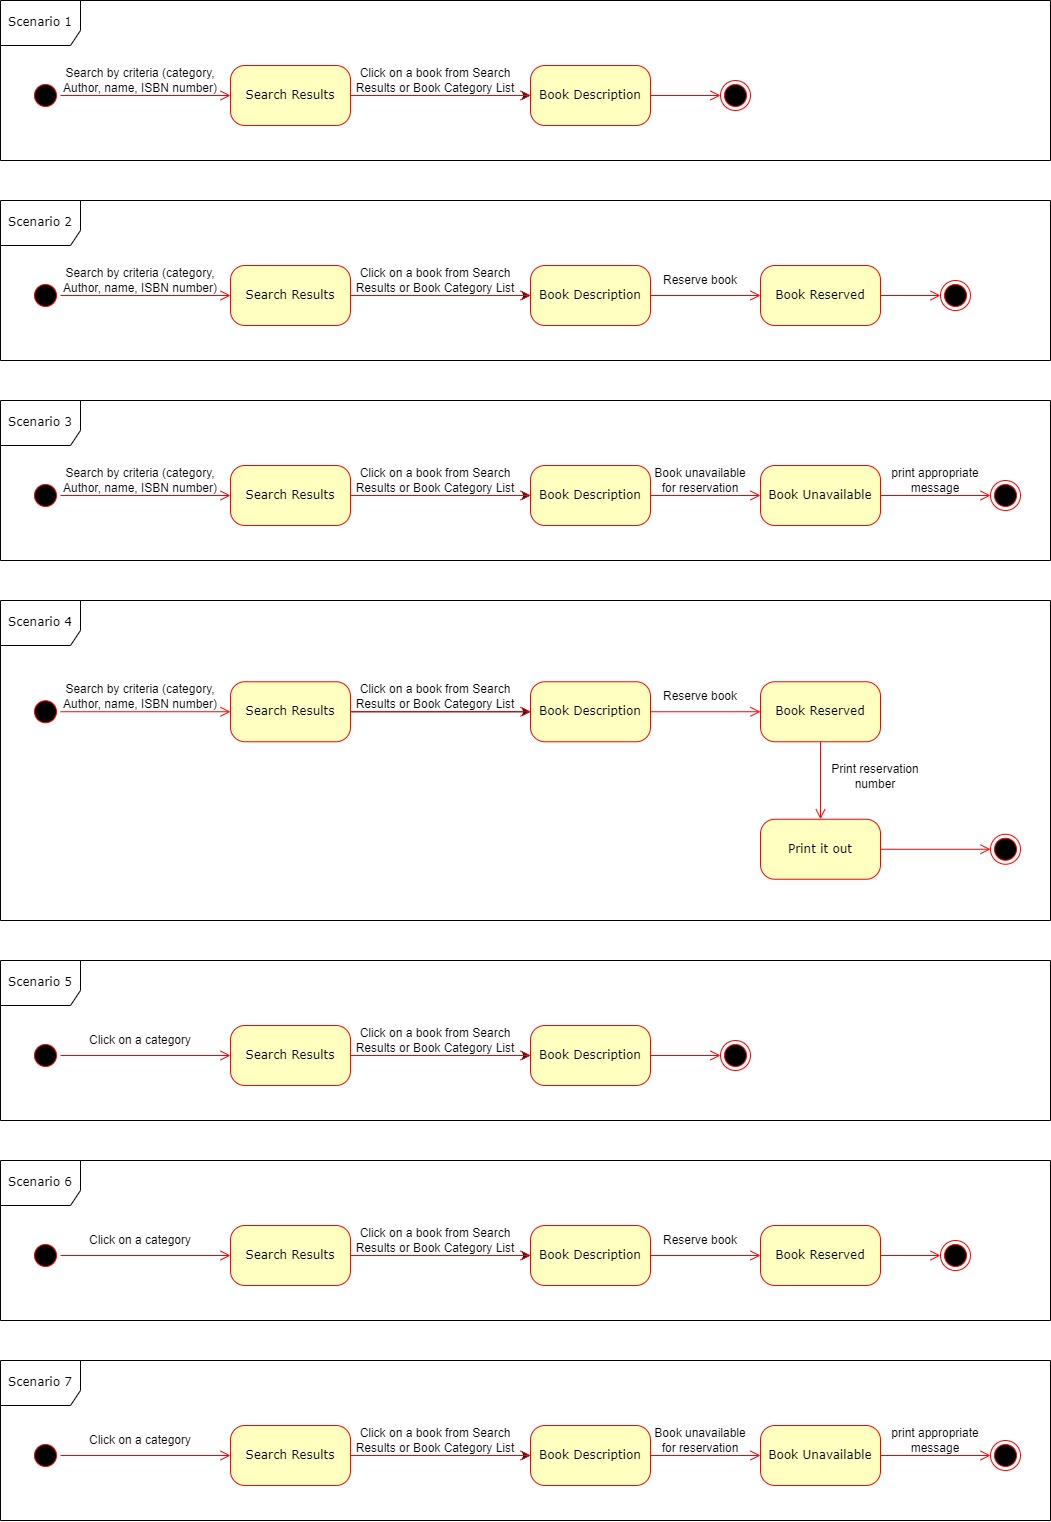 Scenario 1
Search by criteria (category,
Author, name, ISBN number)
Search Results
Click on a book from Search
Results or Book Category List
Book Description
Scenario 2
Search by criteria (category,
Author, name, ISBN number)
Search Results
Click on a book from Search
Results or Book Category List
Book Description
Reserve book
Book Reserved
Scenario 3
Search by criteria (category,
Author, name, ISBN number)
Search Results
Click on a book from Search
Results or Book Category List
Book Description
Book unavailable
for reservation
Book Unavailable
print appropriate
message
Scenario 4
Search by criteria (category,
Author, name, ISBN number)
Search Results
Click on a book from Search
Results or Book Category List
Book Description
Reserve book
Book Reserved
Print reservation
number
Print it out
Scenario 5
Click on a category
Search Results
Click on a book from Search
Results or Book Category List
Book Description
Scenario 6
Click on a category
Search Results
Click on a book from Search
Results or Book Category List
Book Description
Reserve book
Book Reserved
Scenario 7
Click on a category
Search Results
Click on a book from Search
Results or Book Category List
Book Description
Book unavailable
for reservation
Book Unavailable
print appropriate
message